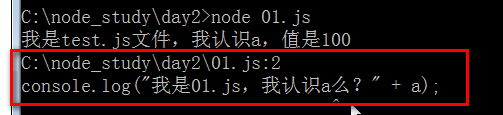 C:\node_study\day2>node 01.js
我是test.js文件，我认识a，值是100
C:\node_study\day2\01.js:2
console.log("我是01.js，我认识a么？" + a);
^